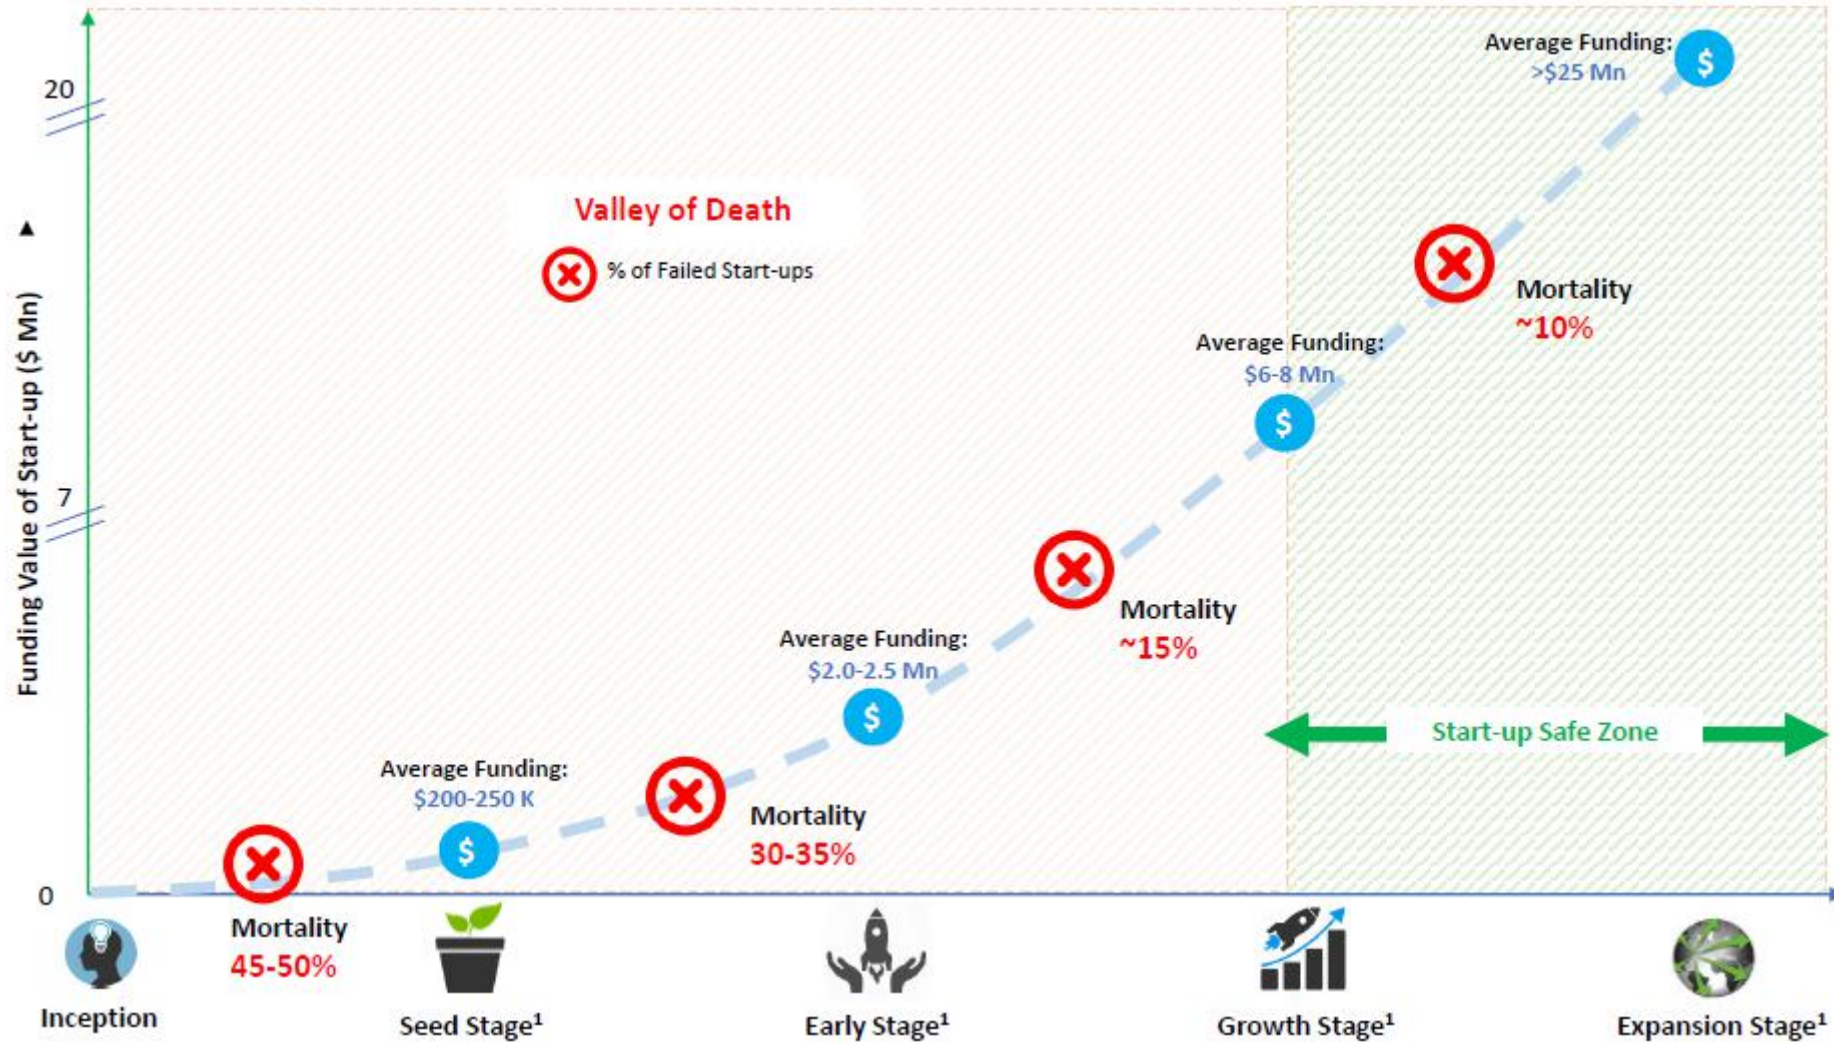 Average Funding:
>$25 Mn
20
Valley of Death
% of Failed Start-ups
Mortality
~10%
Average Funding:
$6-8 Mn
Funding Value of Start-up ($ Mn) ▲
7
Mortality
~15%
Average Funding:
$2.0-2.5 Mn
Start-up Safe Zone
Average Funding:
$200-250 K
Mortality
30-35%
0
Mortality
45-50%
Inception
Seed Stage¹
Early Stage¹
Growth Stage¹
Expansion Stage¹
$
$
$
$